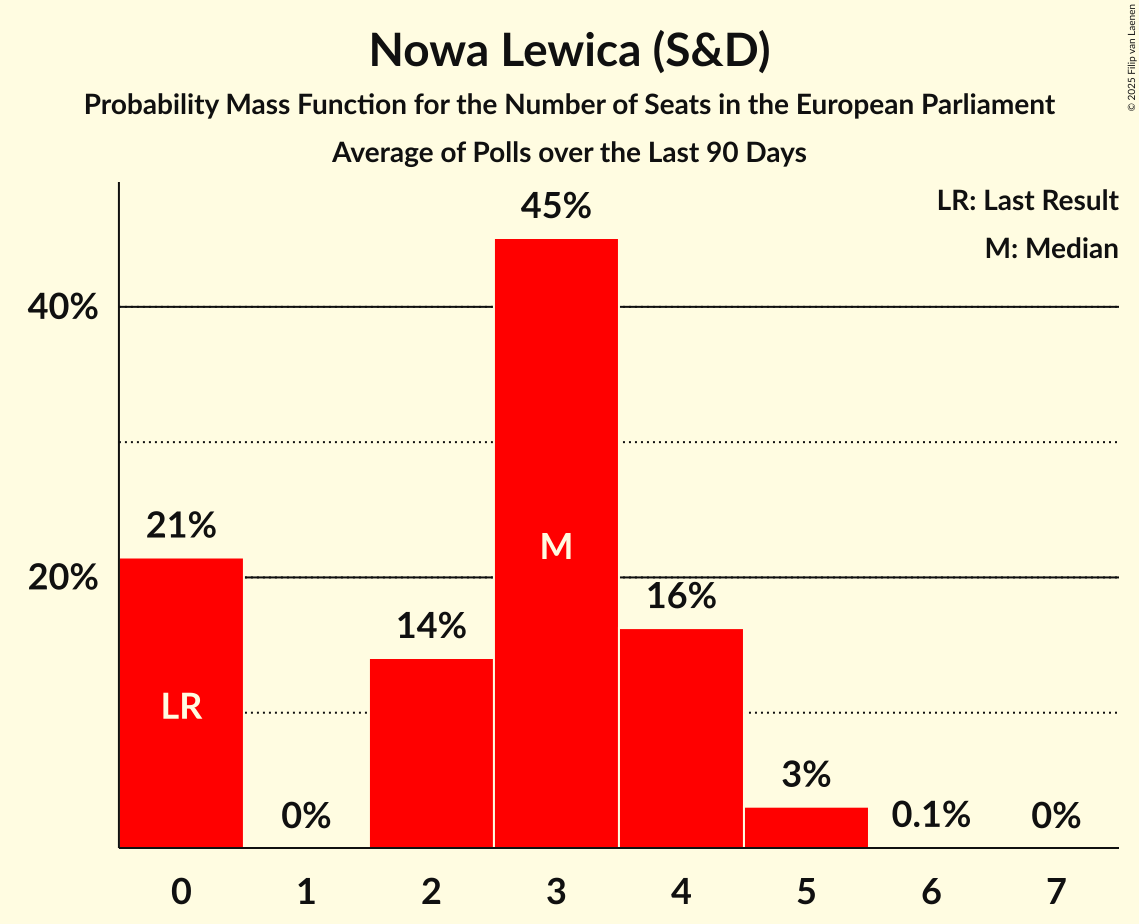 Nowa Lewica (S&D)
Probability Mass Function for the Number of Seats in the European Parliament
Average of Polls over the Last 90 Days
© 2025 Filip van Laenen
LR: Last Result
M: Median
45%
40%
21%
M
20%
16%
14%
LR
3%
0%
0.1%
0%
0 1 2 3 4 5 6 7